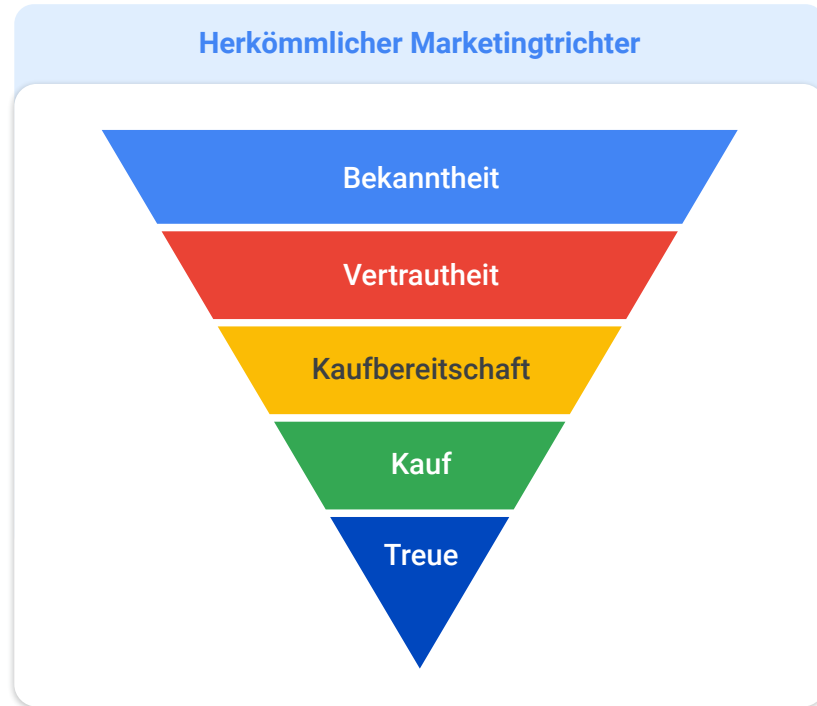 Herkömmlicher Marketingtrichter
Bekanntheit
Vertrautheit
Kaufbereitschaft
Kauf
Treue